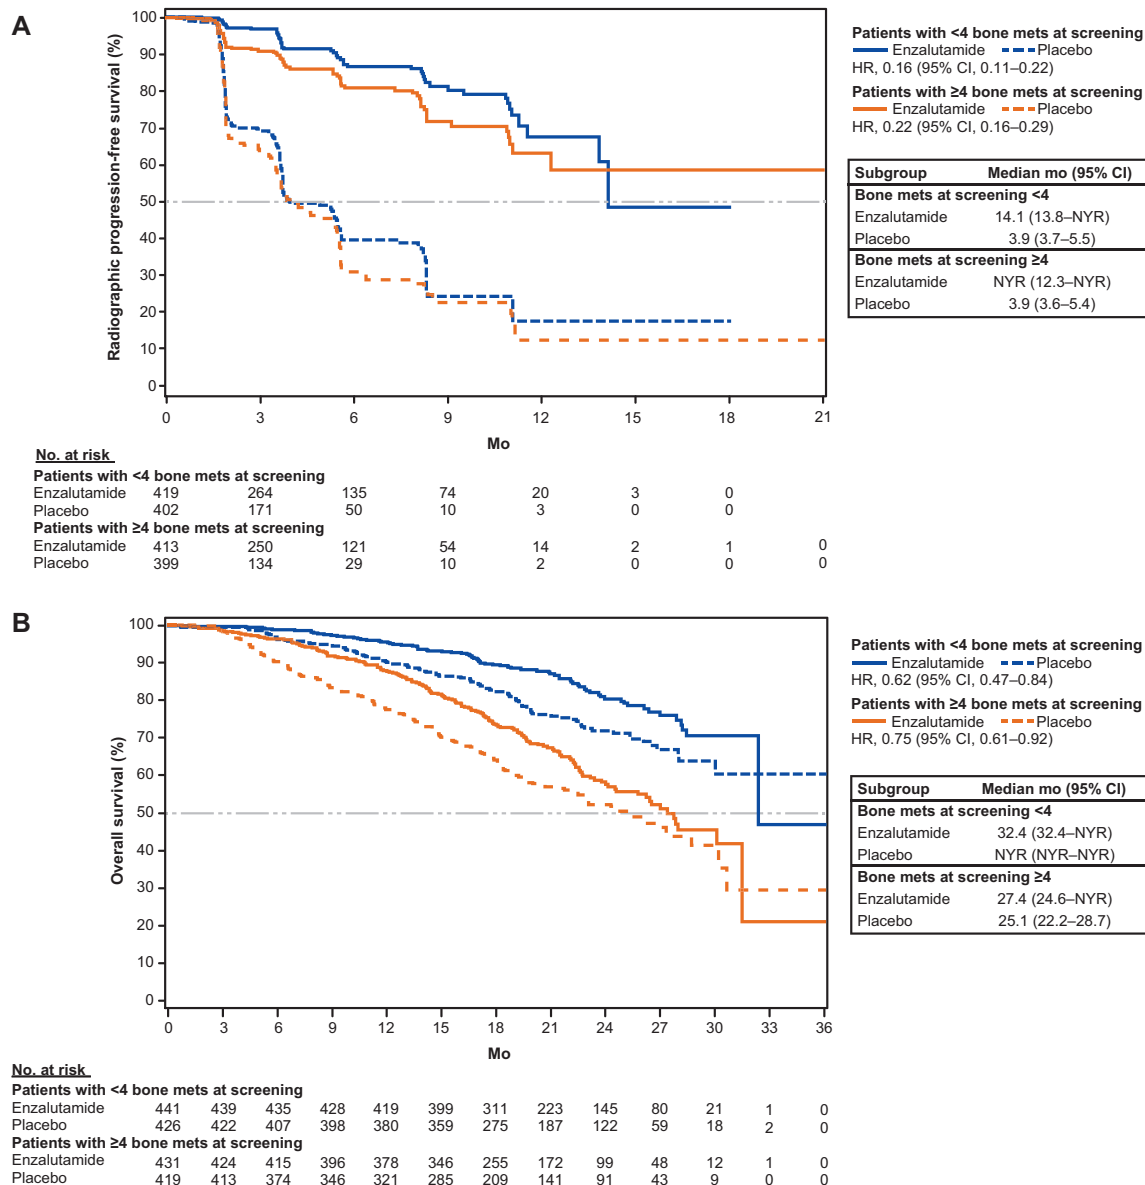 A
Radiographic progression-free survival (%)
100
90
80
70
60
50
40
30
20
10
0
0 3 6 9 12 15 18 21
Mo
Patients with <4 bone mets at screening
Enzalutamide Placebo
HR, 0.16 (95% CI, 0.11–0.22)
Patients with ≥4 bone mets at screening
Enzalutamide Placebo
HR, 0.22 (95% CI, 0.16–0.29)
Subgroup Median mo (95% CI)
Bone mets at screening <4
Enzalutamide 14.1 (13.8–NYR)
Placebo 3.9 (3.7–5.5)
Bone mets at screening ≥4
Enzalutamide NYR (12.3–NYR)
Placebo 3.9 (3.6–5.4)
No. at risk
Patients with <4 bone mets at screening
Enzalutamide 419 264 135 74 20 3 0
Placebo 402 171 50 10 3 0 0
Patients with ≥4 bone mets at screening
Enzalutamide 413 250 121 54 14 2 1 0
Placebo 399 134 29 10 2 0 0 0
B
Overall survival (%)
100
90
80
70
60
50
40
30
20
10
0
0 3 6 9 12 15 18 21 24 27 30 33 36
Mo
Patients with <4 bone mets at screening
Enzalutamide Placebo
HR, 0.62 (95% CI, 0.47–0.84)
Patients with ≥4 bone mets at screening
Enzalutamide Placebo
HR, 0.75 (95% CI, 0.61–0.92)
Subgroup Median mo (95% CI)
Bone mets at screening <4
Enzalutamide 32.4 (32.4–NYR)
Placebo NYR (NYR–NYR)
Bone mets at screening ≥4
Enzalutamide 27.4 (24.6–NYR)
Placebo 25.1 (22.2–28.7)
No. at risk
Patients with <4 bone mets at screening
Enzalutamide 441 439 435 428 419 399 311 223 145 80 21 1 0
Placebo 426 422 407 398 380 359 275 187 122 59 18 2 0
Patients with ≥4 bone mets at screening
Enzalutamide 431 424 415 396 378 346 255 172 99 48 12 1 0
Placebo 419 413 374 346 321 285 209 141 91 43 9 0 0